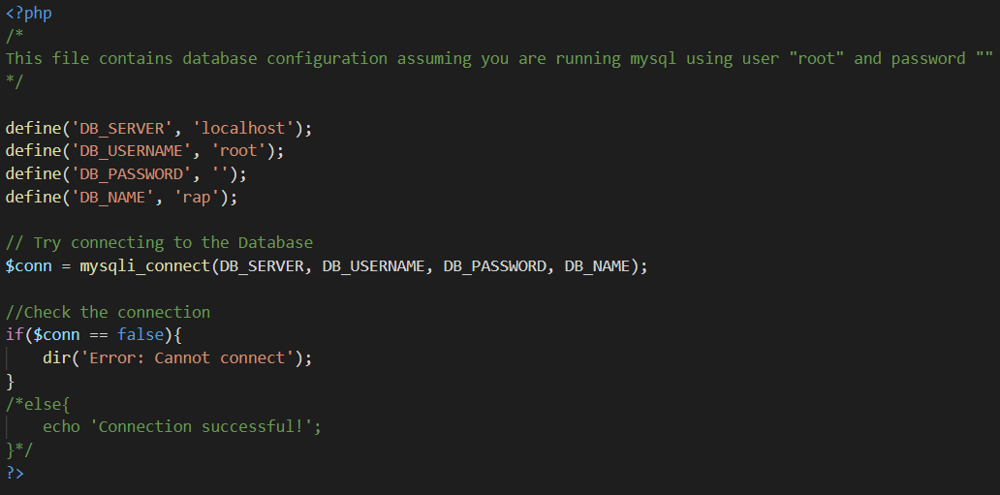 <?php
/*
This file contains database configuration assuming you are running mysql using user "root" and password ""
*/
define('DB_SERVER', 'localhost');
define('DB_USERNAME', 'root');
define('DB_PASSWORD', '');
define('DB_NAME', 'rap');
// Try connecting to the Database
$conn = mysqli_connect(DB_SERVER, DB_USERNAME, DB_PASSWORD, DB_NAME);
//Check the connection
if($conn == false){
    dir('Error: Cannot connect');
}
/*else{
    echo 'Connection successful!';
}*/
?>